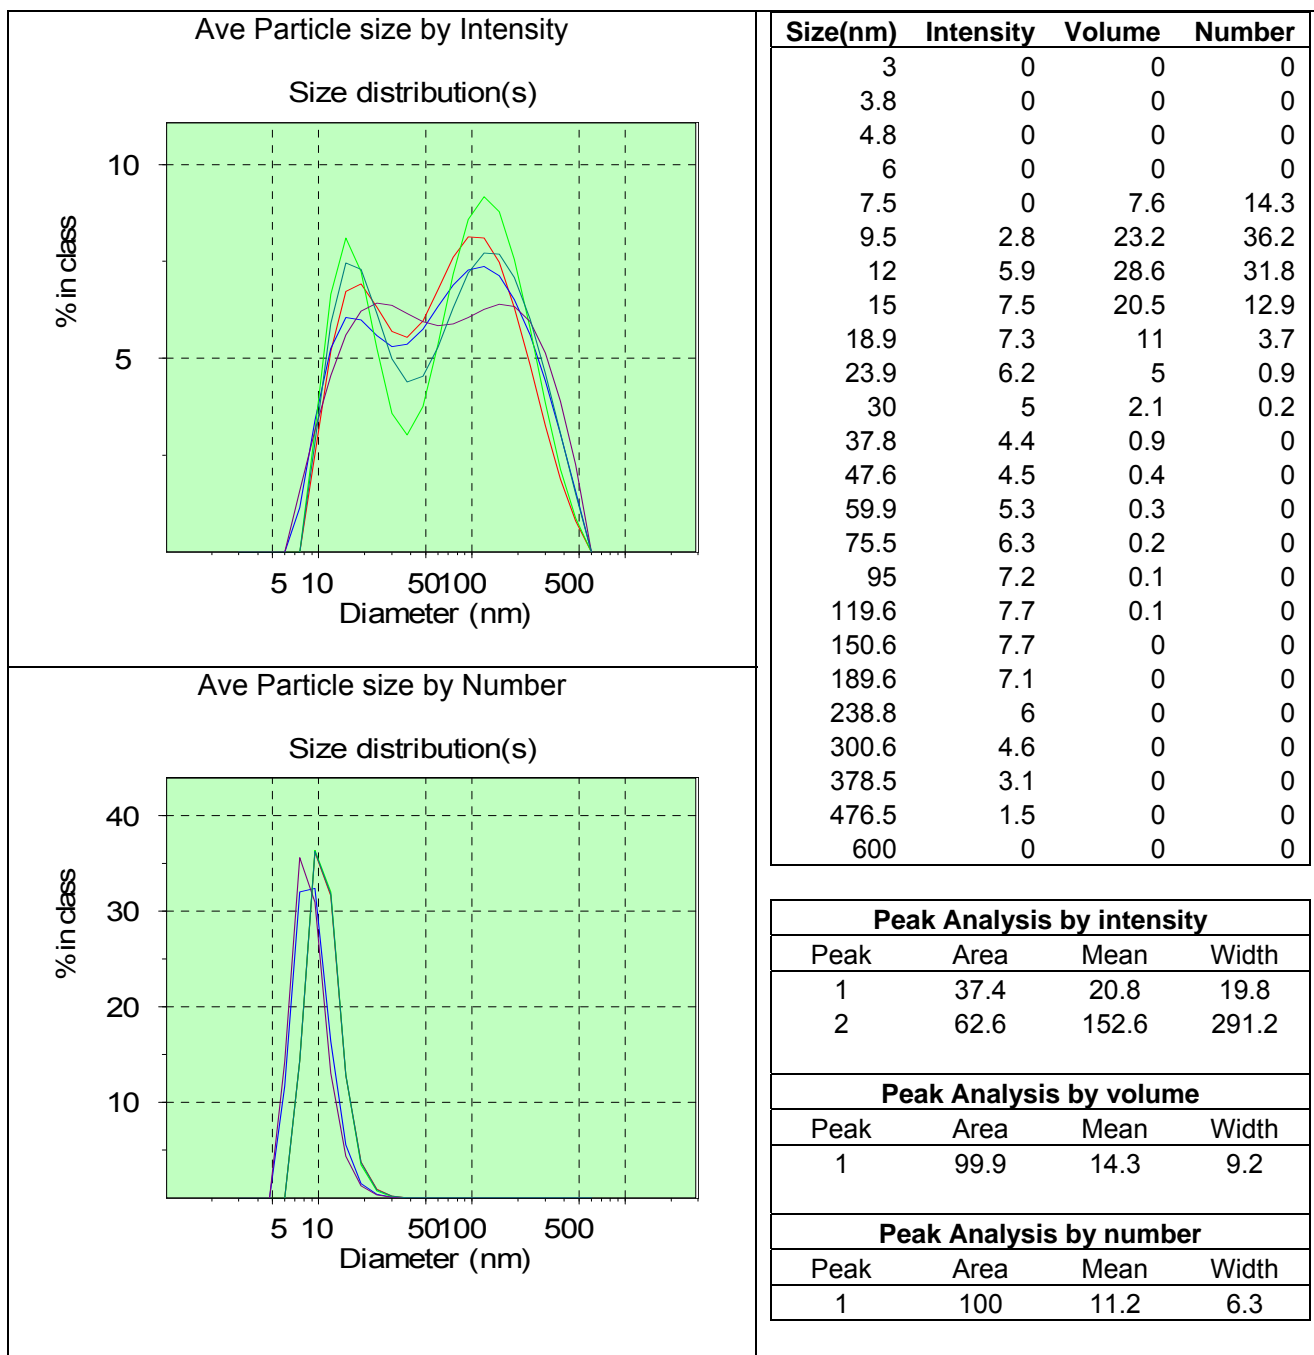 Ave Particle size by Intensity
Size distribution(s)
10
5
% in class
5 10 50 100 500
Diameter (nm)
Ave Particle size by Number
Size distribution(s)
40
30
20
10
% in class
5 10 50 100 500
Diameter (nm)
Size(nm) Intensity Volume Number
3 0 0 0
3.8 0 0 0
4.8 0 0 0
6 0 0 0
7.5 0 7.6 14.3
9.5 2.8 23.2 36.2
12 5.9 28.6 31.8
15 7.5 20.5 12.9
18.9 7.3 11 3.7
23.9 6.2 5 0.9
30 5 2.1 0.2
37.8 4.4 0.9 0
47.6 4.5 0.4 0
59.9 5.3 0.3 0
75.5 6.3 0.2 0
95 7.2 0.1 0
119.6 7.7 0.1 0
150.6 7.7 0 0
189.6 7.1 0 0
238.8 6 0 0
300.6 4.6 0 0
378.5 3.1 0 0
476.5 1.5 0 0
600 0 0 0
Peak Analysis by intensity
Peak Area Mean Width
1 37.4 20.8 19.8
2 62.6 152.6 291.2
Peak Analysis by volume
Peak Area Mean Width
1 99.9 14.3 9.2
Peak Analysis by number
Peak Area Mean Width
1 100 11.2 6.3